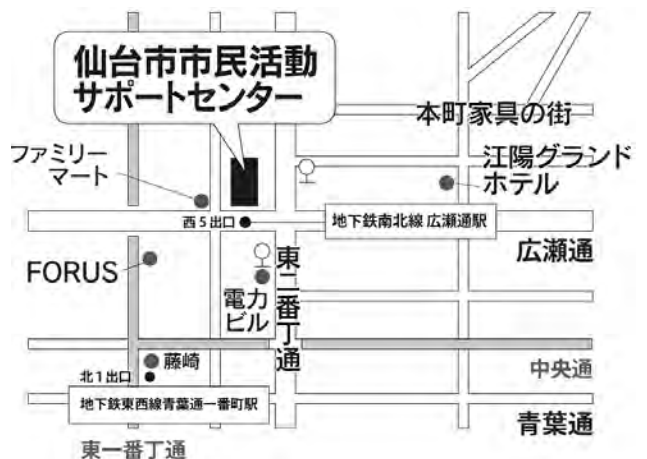 仙台市市民活動
サポートセンター
本町家具の街
ファミリー
マート
江陽グランド
ホテル
西5出口
地下鉄南北線 広瀬通駅
広瀬通
FORUS
東二番丁通
電力
ビル
藤崎
中央通
北1出口
地下鉄東西線青葉通一番町駅
青葉通
東一番丁通